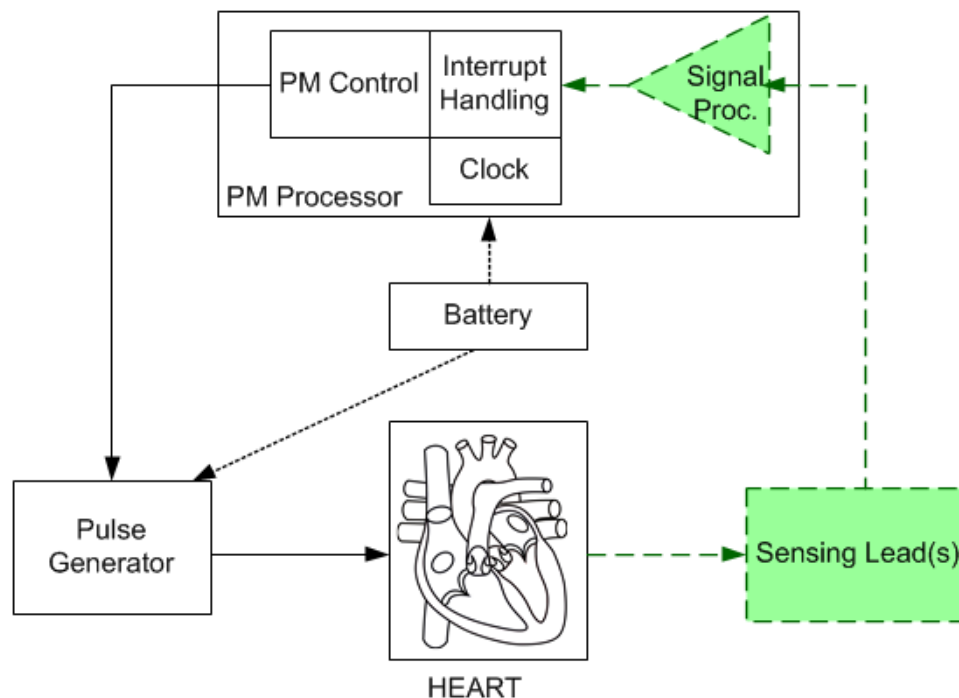 PM Control
Interrupt
Handling
Signal
Proc.
Clock
PM Processor
Battery
Pulse
Generator
Sensing Lead(s)
HEART